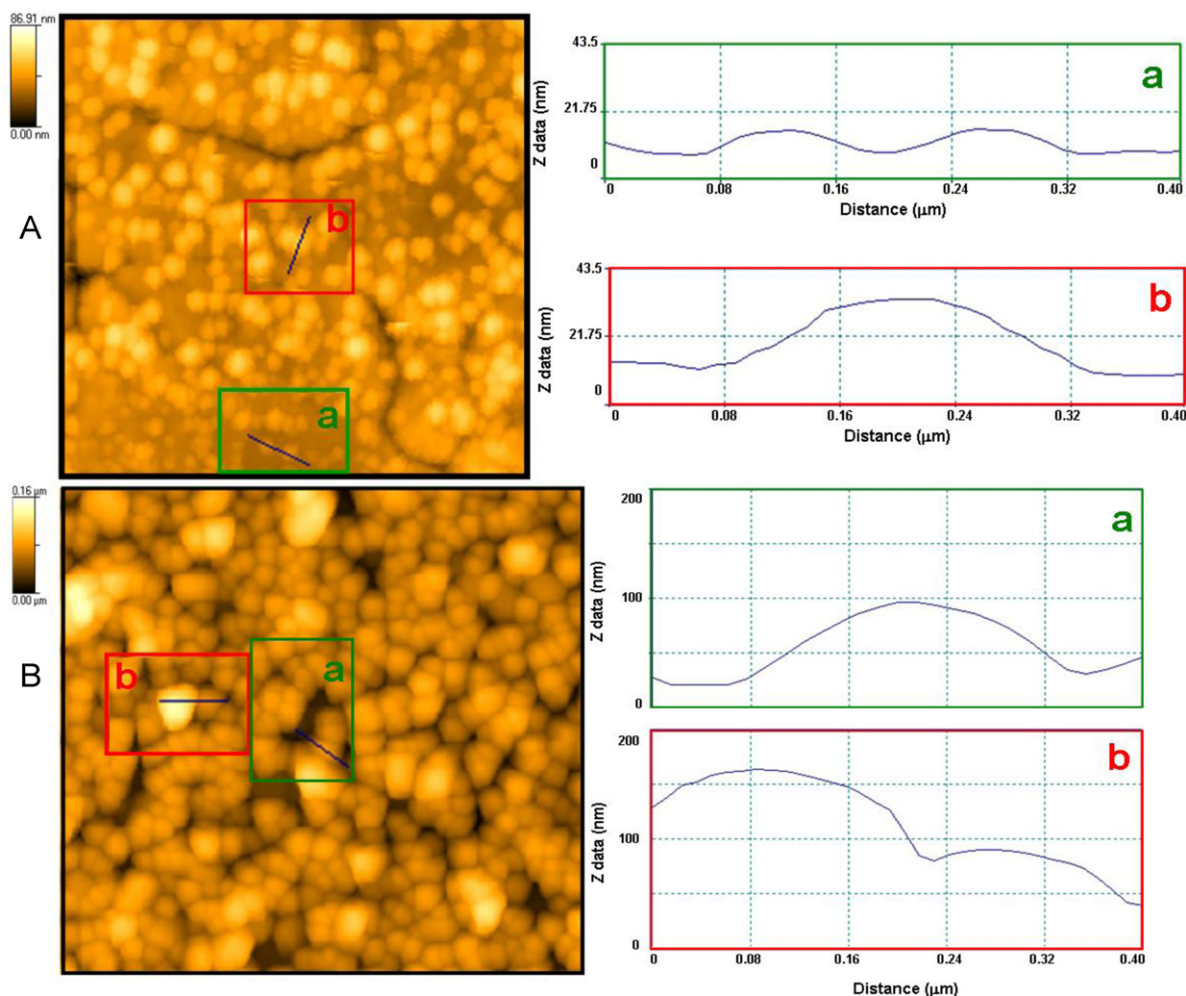 86.91 nm
0.00 nm
A
b
a
43.5
21.75
0
Z data (nm)
a
0
0.08
0.16
0.24
0.32
0.40
Distance (μm)
43.5
21.75
0
Z data (nm)
b
0
0.08
0.16
0.24
0.32
0.40
Distance (μm)
0.16 μm
0.00 μm
B
b
a
200
100
0
Z data (nm)
a
200
100
0
Z data (nm)
b
0
0.08
0.16
0.24
0.32
0.40
Distance (μm)